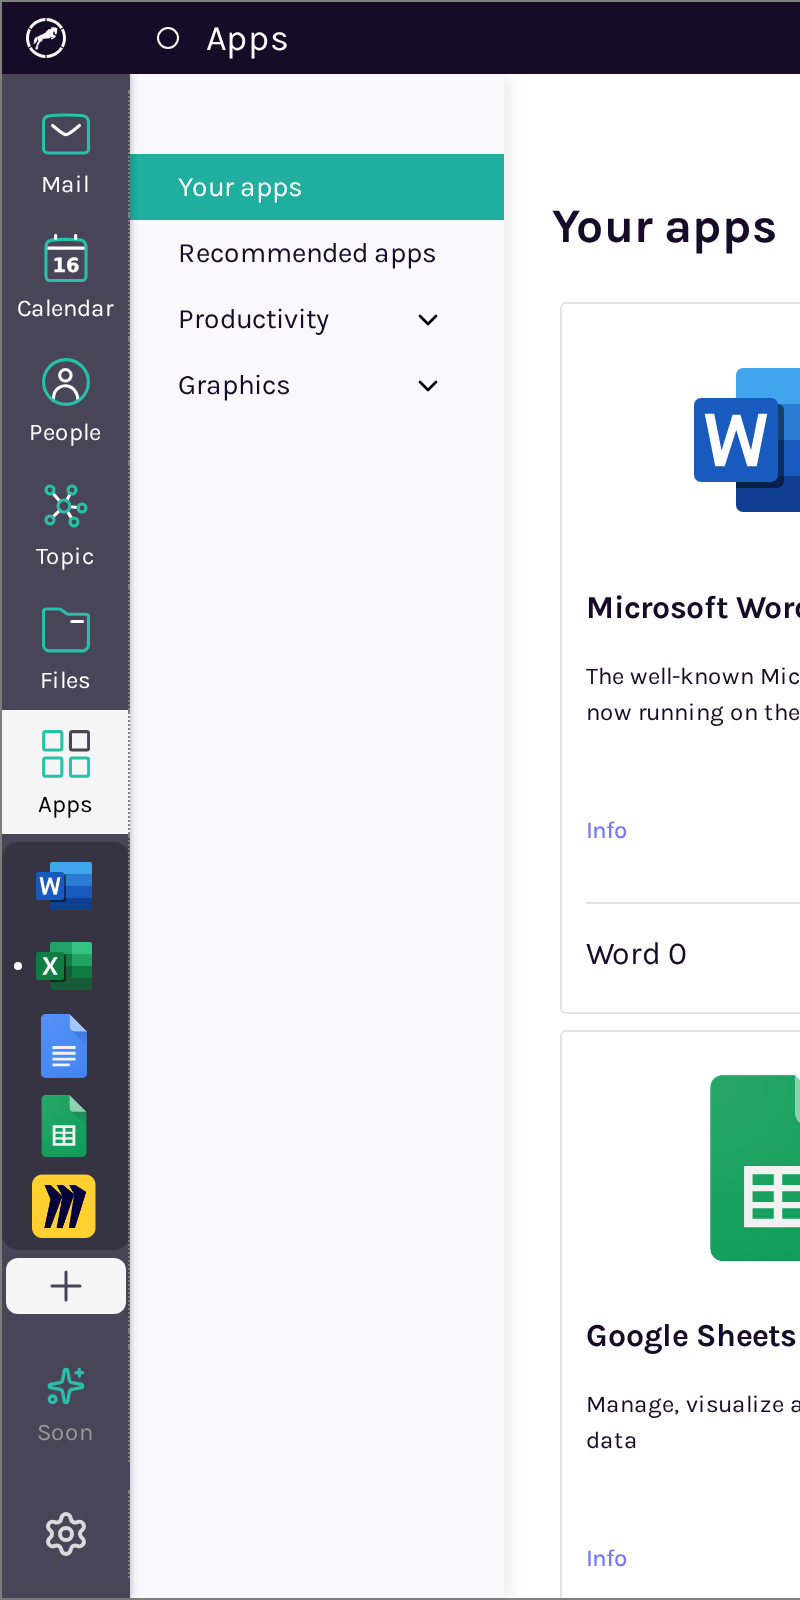 Apps
Mail
16
Calendar
People
Topic
Files
Apps
W
X
Soon
Your apps
Recommended apps
Productivity
Graphics
Your apps
W
Microsoft Word
The well-known Mic
now running on the
Info
Word 0
Google Sheets
Manage, visualize a
data
Info